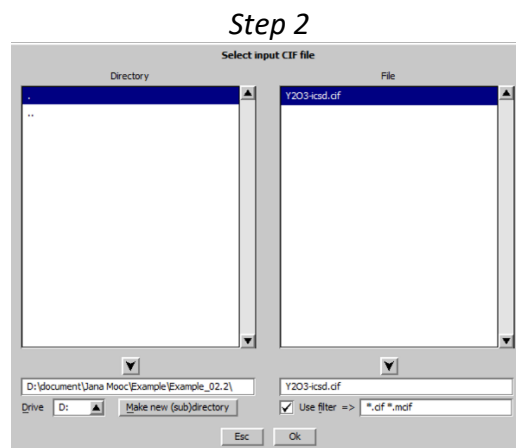 Step 2
Select input CIF file
Directory
File
.
..
Y2O3-icsd.cif
D:\document\Jana Mooc\Example\Example_02.2\
Y2O3-icsd.cif
Drive D: Make new (sub)directory
Use filter => *.cif *.mcif
Esc Ok